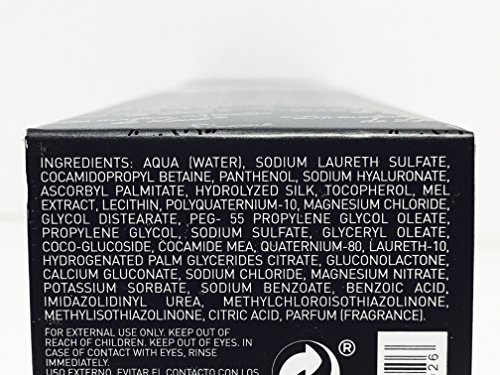 INGREDIENTS: AQUA (WATER), SODIUM LAURETH SULFATE,
COCAMIDOPROPYL BETAINE, PANTHENOL, SODIUM HYALURONATE,
ASCORBYL PALMITATE, HYDROLYZED SILK, TOCOPHEROL, MEL
EXTRACT, LECITHIN, POLYQUATERNIUM-10, MAGNESIUM CHLORIDE,
GLYCOL DISTEARATE, PEG- 55 PROPYLENE GLYCOL OLEATE,
PROPYLENE GLYCOL, SODIUM SULFATE, GLYCERYL OLEATE,
COCO-GLUCOSIDE, COCAMIDE MEA, QUATERNIUM-80, LAURETH-10,
HYDROGENATED PALM GLYCERIDES CITRATE, GLUCONOLACTONE,
CALCIUM GLUCONATE, SODIUM CHLORIDE, MAGNESIUM NITRATE,
POTASSIUM SORBATE, SODIUM BENZOATE, BENZOIC ACID,
IMIDAZOLIDINYL UREA, METHYLCHLOROISOTHIAZOLINONE,
METHYLISOTHIAZOLINONE, CITRIC ACID, PARFUM (FRAGRANCE).
FOR EXTERNAL USE ONLY. KEEP OUT OF
REACH OF CHILDREN. KEEP OUT OF EYES. IN
CASE OF CONTACT WITH EYES, RINSE
IMMEDIATELY.
USO EXTERNO. EVITAR EL CONTACTO CON LOS
®
26